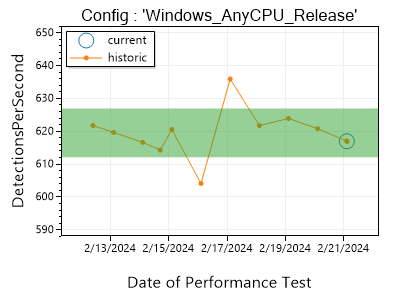 Config : 'Windows_AnyCPU_Release'
current
historic
DetectionsPerSecond
650
640
630
620
610
600
590
2/13/2024 2/15/2024 2/17/2024 2/19/2024 2/21/2024
Date of Performance Test